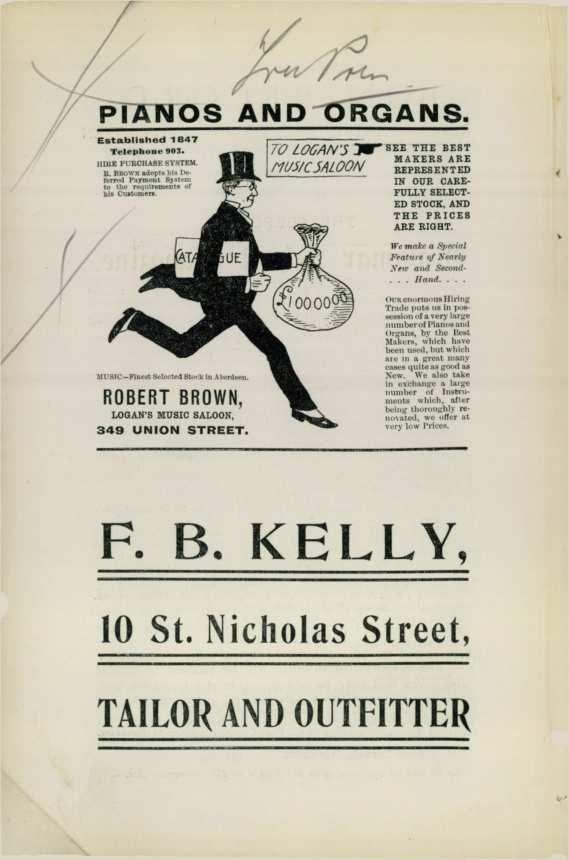 PIANOS AND ORGANS.
Established 1847
Telephone 903.
HIRE PURCHASE SYSTEM.
R. BROWN adopts his De-
ferred Payment System
to the requirements of
his Customers.
TO LOGAN'S
MUSIC SALOON
CATA GUE
£1000000
SEE THE BEST
MAKERS ARE
REPRESENTED
IN OUR CARE-
FULLY SELECT-
ED STOCK, AND
THE PRICES
ARE RIGHT.
We make a Special
Feature of Nearly
New and Second-
. . . Hand. . . .
OUR enormous Hiring
Trade puts us in pos-
session of a very large
number of Pianos and
Organs, by the Best
Makers, which have
been used, but which
are in a great many
cases quite as good as
New. We also take
in exchange a large
number of Instru-
ments which, after
being thoroughly re-
novated, we offer at
very low Prices.
MUSIC—Finest Selected Stock in Aberdeen.
ROBERT BROWN,
LOGAN'S MUSIC SALOON,
349 UNION STREET.
F. B. KELLY,
10 St. Nicholas Street,
TAILOR AND OUTFITTER